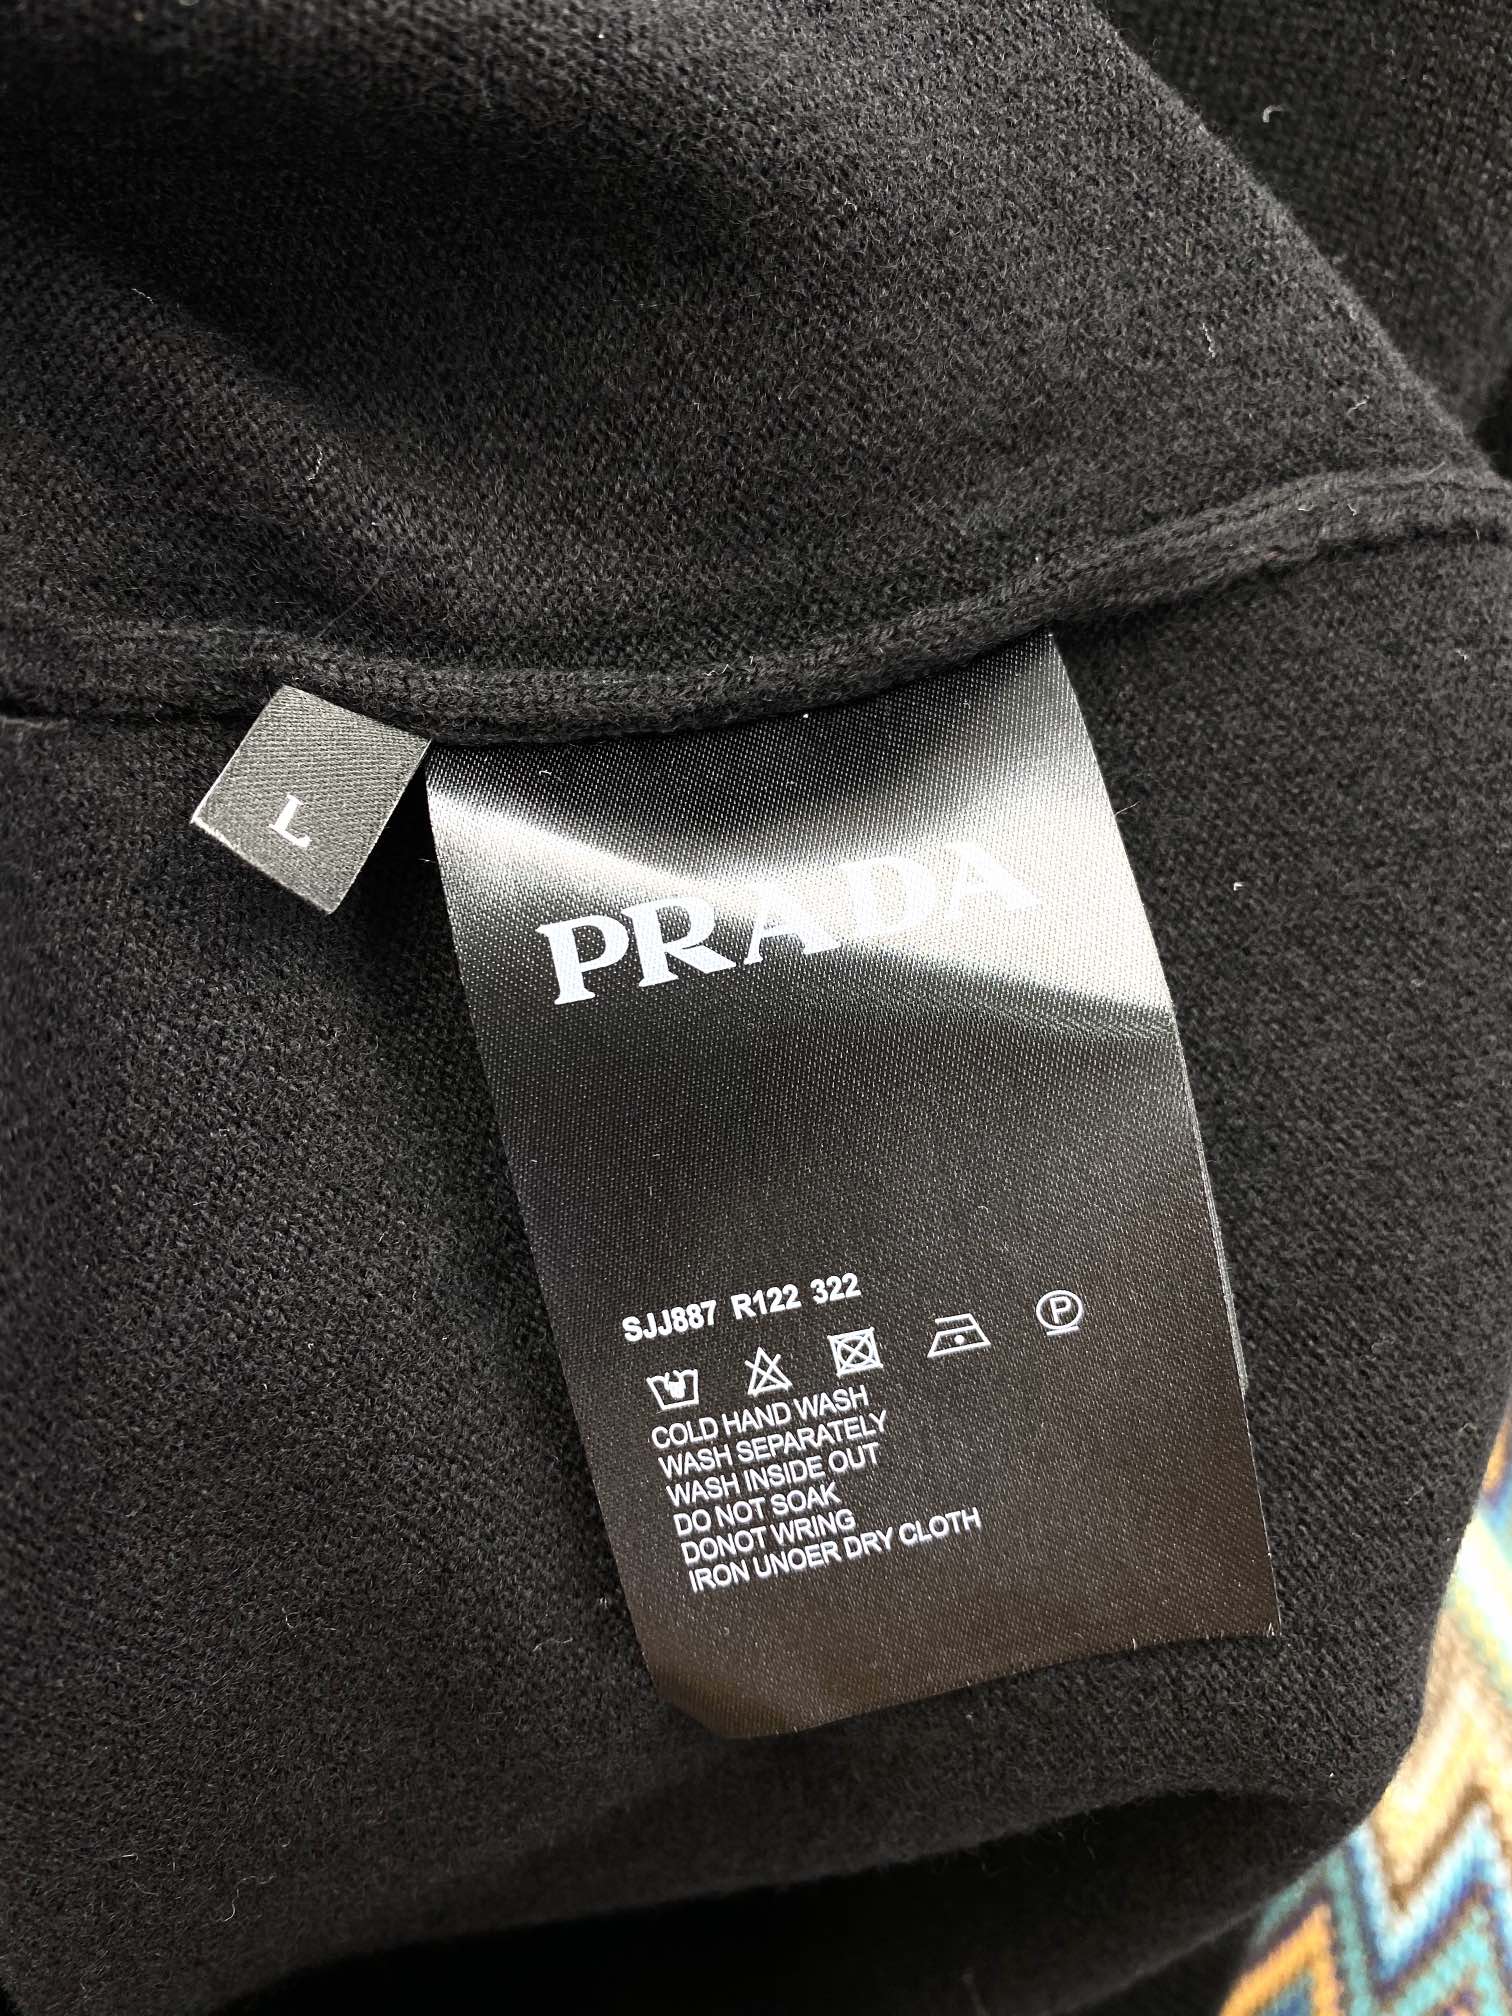 L
PRADA
SJJ887 R122 322
P
COLD HAND WASH
WASH SEPARATELY
WASH INSIDE OUT
DO NOT SOAK
DONOT WRING
IRON UNOER DRY CLOTH